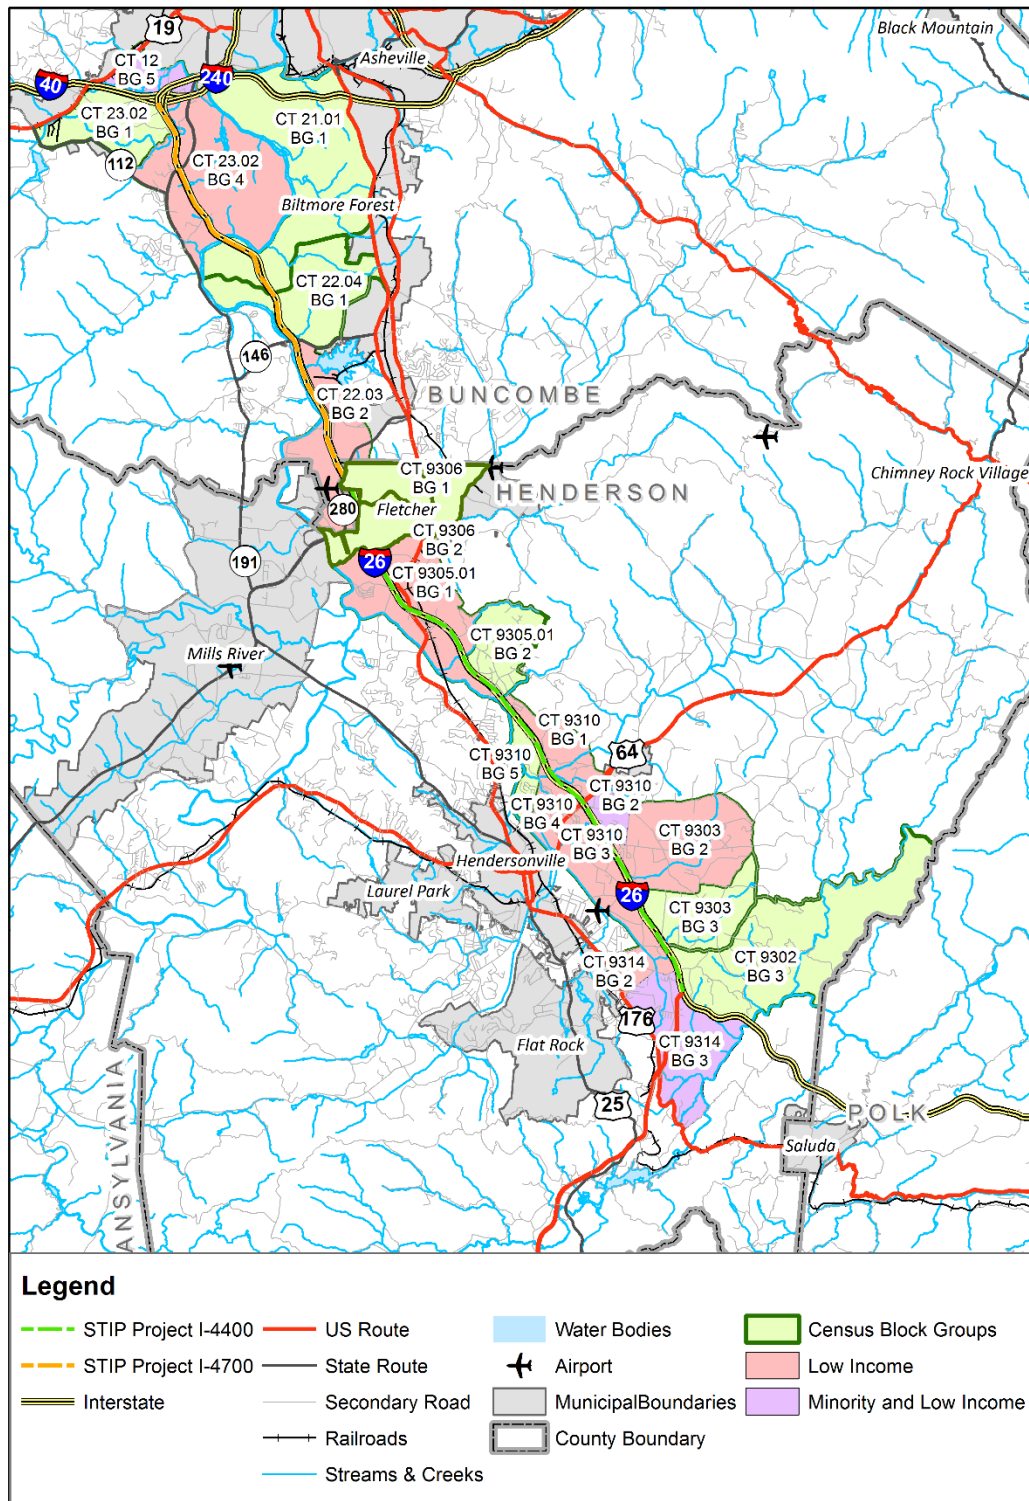 19
Black Mountain
Asheville
CT 12
BG 5
40
240
CT 23.02
BG 1
CT 21.01
BG 1
112
CT 23.02
BG 4
Biltmore Forest
CT 22.04
BG 1
146
CT 22.03
BG 2
BUNCOMBE
CT 9306
BG 1
Chimney Rock Village
HENDERSON
280
Fletcher
CT 9306
BG 2
191
26
CT 9305.01
BG 1
CT 9305.01
BG 2
Mills River
CT 9310
BG 1
64
CT 9310
BG 5
CT 9310
BG 2
CT 9310
BG 4
CT 9310
BG 3
CT 9303
BG 2
Hendersonville
Laurel Park
26
CT 9303
BG 3
CT 9314
BG 2
CT 9302
BG 3
176
Flat Rock
CT 9314
BG 3
25
POLK
Saluda
ANSYLVANIA
Legend
STIP Project I-4400
STIP Project I-4700
Interstate
US Route
State Route
Secondary Road
Railroads
Streams & Creeks
Water Bodies
Airport
MunicipalBoundaries
County Boundary
Census Block Groups
Low Income
Minority and Low Income